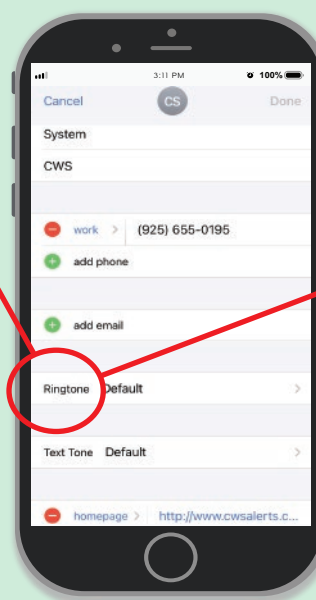 3:11 PM 100%
Cancel CS Done
System
CWS
work > (925) 655-0195
add phone
add email
Ringtone Default >
Text Tone Default >
homepage > http://www.cwsalerts.c...